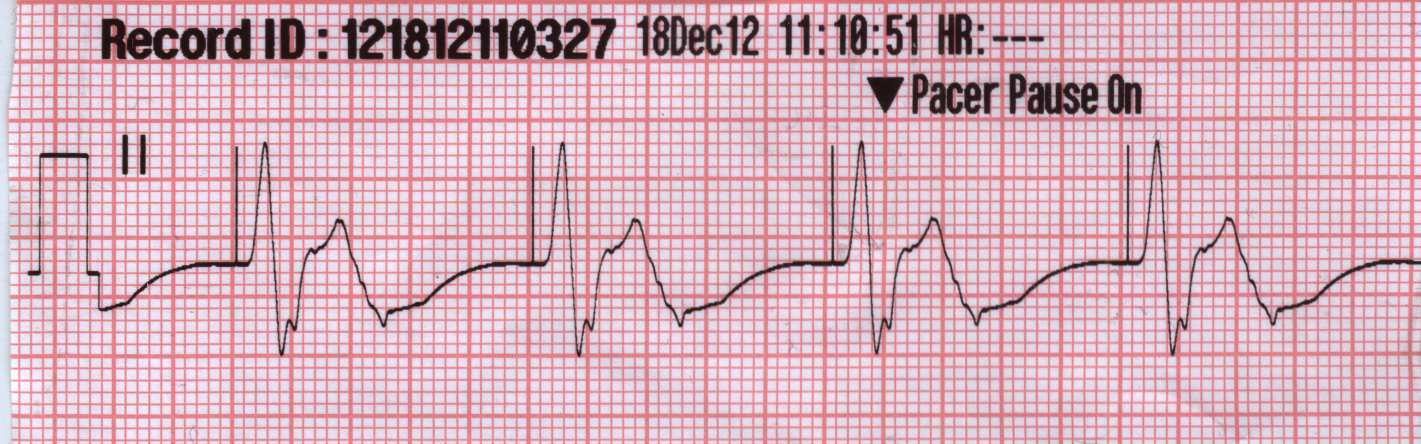 Record ID : 121812110327 18Dec12 11:10:51 HR:---
▼ Pacer Pause On
II